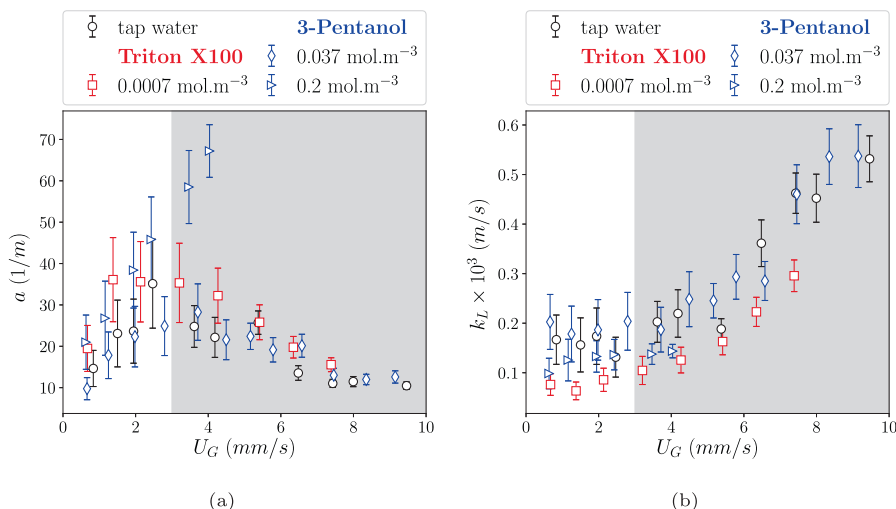 tap water
3-Pentanol
Triton X100
0.037 mol.m⁻³
0.0007 mol.m⁻³
0.2 mol.m⁻³
70
60
50
40
30
20
10
a (1/m)
0 2 4 6 8 10
U_G (mm/s)
(a)
tap water
3-Pentanol
Triton X100
0.037 mol.m⁻³
0.0007 mol.m⁻³
0.2 mol.m⁻³
0.6
0.5
0.4
0.3
0.2
0.1
k_L × 10³ (m/s)
0 2 4 6 8 10
U_G (mm/s)
(b)